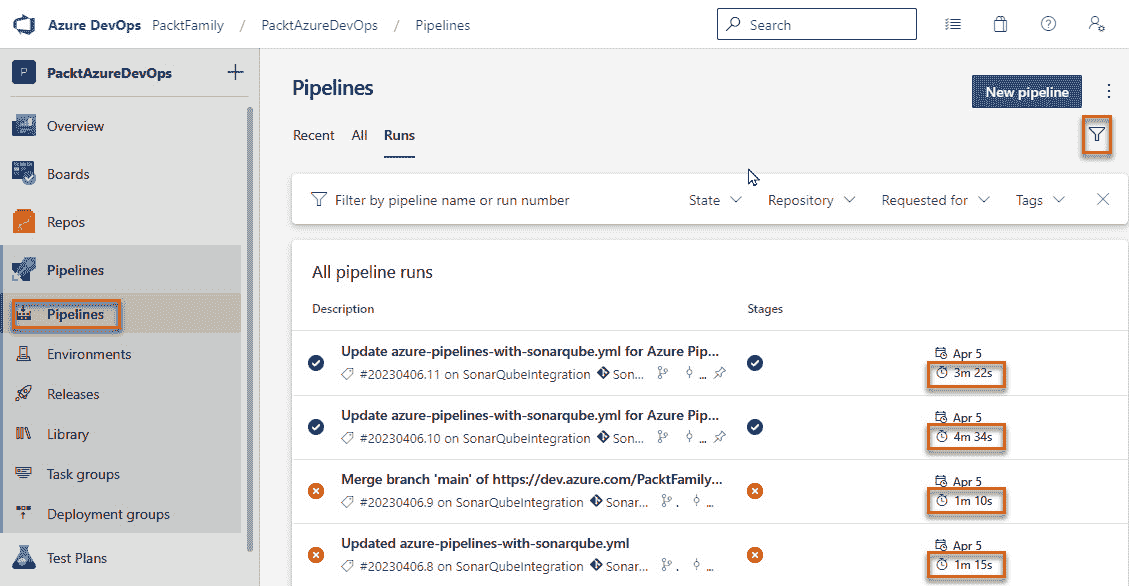 Azure DevOps PacktFamily / PacktAzureDevOps / Pipelines Search
P PacktAzureDevOps
Overview
Boards
Repos
Pipelines
Pipelines
Environments
Releases
Library
Task groups
Deployment groups
Test Plans
Pipelines
New pipeline
Recent All Runs
Filter by pipeline name or run number State Repository Requested for Tags
All pipeline runs
Description Stages
Update azure-pipelines-with-sonarqube.yml for Azure Pip...
#20230406.11 on SonarQubeIntegration Son... ...
Apr 5
3m 22s
Update azure-pipelines-with-sonarqube.yml for Azure Pip...
#20230406.10 on SonarQubeIntegration Son... ...
Apr 5
4m 34s
Merge branch 'main' of https://dev.azure.com/PacktFamily...
#20230406.9 on SonarQubeIntegration Sonar... . ...
Apr 5
1m 10s
Updated azure-pipelines-with-sonarqube.yml
#20230406.8 on SonarQubeIntegration Sonar... . ...
Apr 5
1m 15s